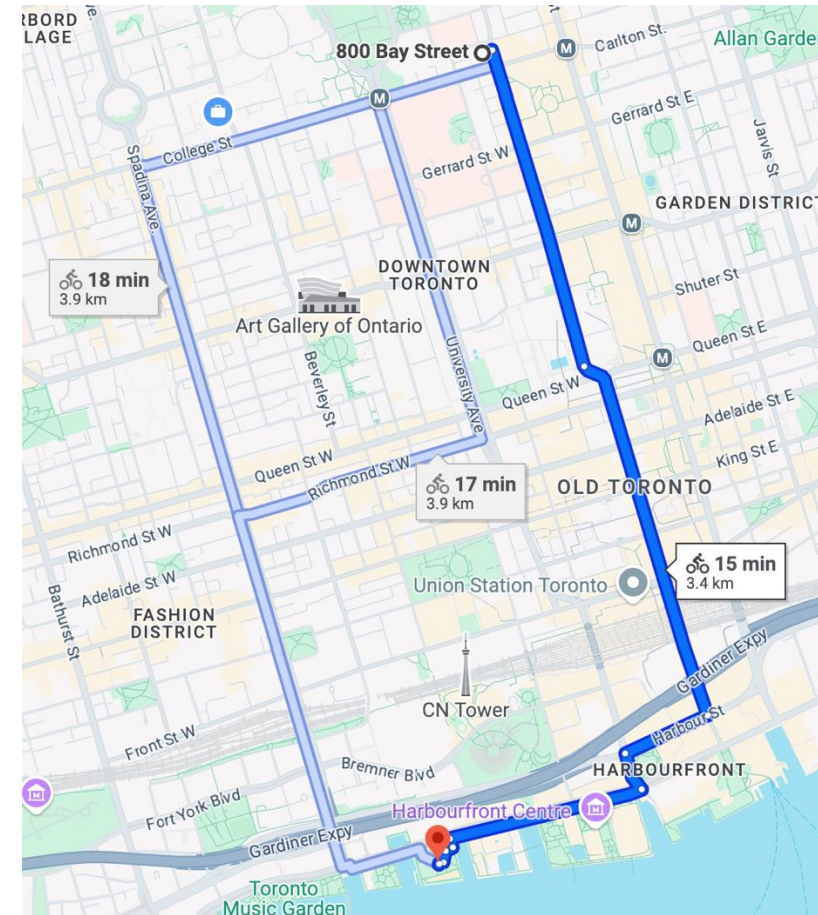 RBORD
LAGE
800 Bay Street
M
Carlton St.
Allan Garde
Gerrard St E
Jarvis St
College St
Spadina Ave.
Gerrard St W
GARDEN DISTRICT
M
18 min
3.9 km
DOWNTOWN
TORONTO
Art Gallery of Ontario
Shuter St
Beverley St
University Ave.
M
Queen St E
Queen St W
Adelaide St E
Queen St W
Richmond St W
17 min
3.9 km
King St E
OLD TORONTO
Richmond St W
Adelaide St W
Bathurst St
FASHION
DISTRICT
Union Station Toronto
15 min
3.4 km
CN Tower
Gardiner Expy
Harbour St
Front St W
Bremner Blvd
HARBOURFRONT
Fort York Blvd
Harbourfront Centre
Gardiner Expy
Toronto
Music Garden